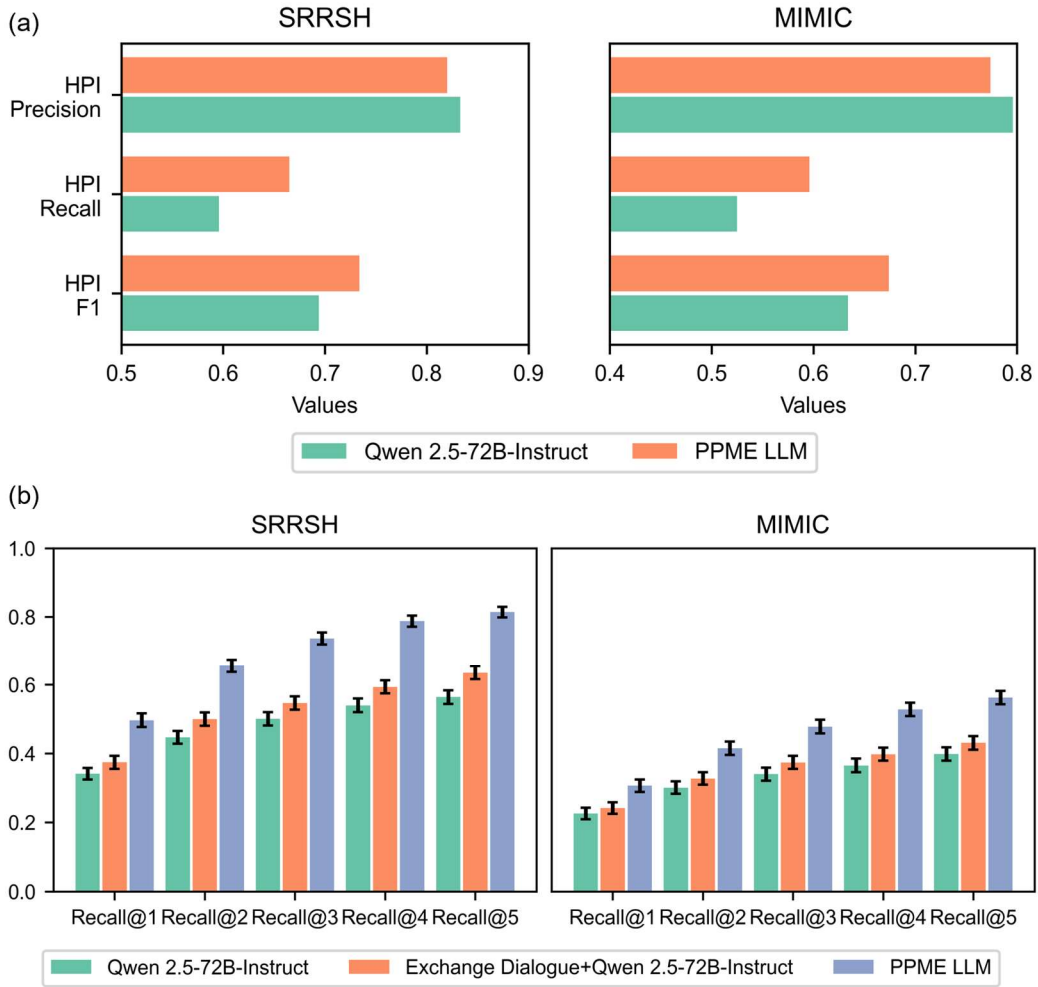 (a)
SRRSH
MIMIC
HPI
Precision
HPI
Recall
HPI
F1
0.5 0.6 0.7 0.8 0.9
0.4 0.5 0.6 0.7 0.8
Values
Values
Qwen 2.5-72B-Instruct PPME LLM
(b)
SRRSH
MIMIC
1.0
0.8
0.6
0.4
0.2
0.0
Recall@1 Recall@2 Recall@3 Recall@4 Recall@5
Recall@1 Recall@2 Recall@3 Recall@4 Recall@5
Qwen 2.5-72B-Instruct Exchange Dialogue+Qwen 2.5-72B-Instruct PPME LLM